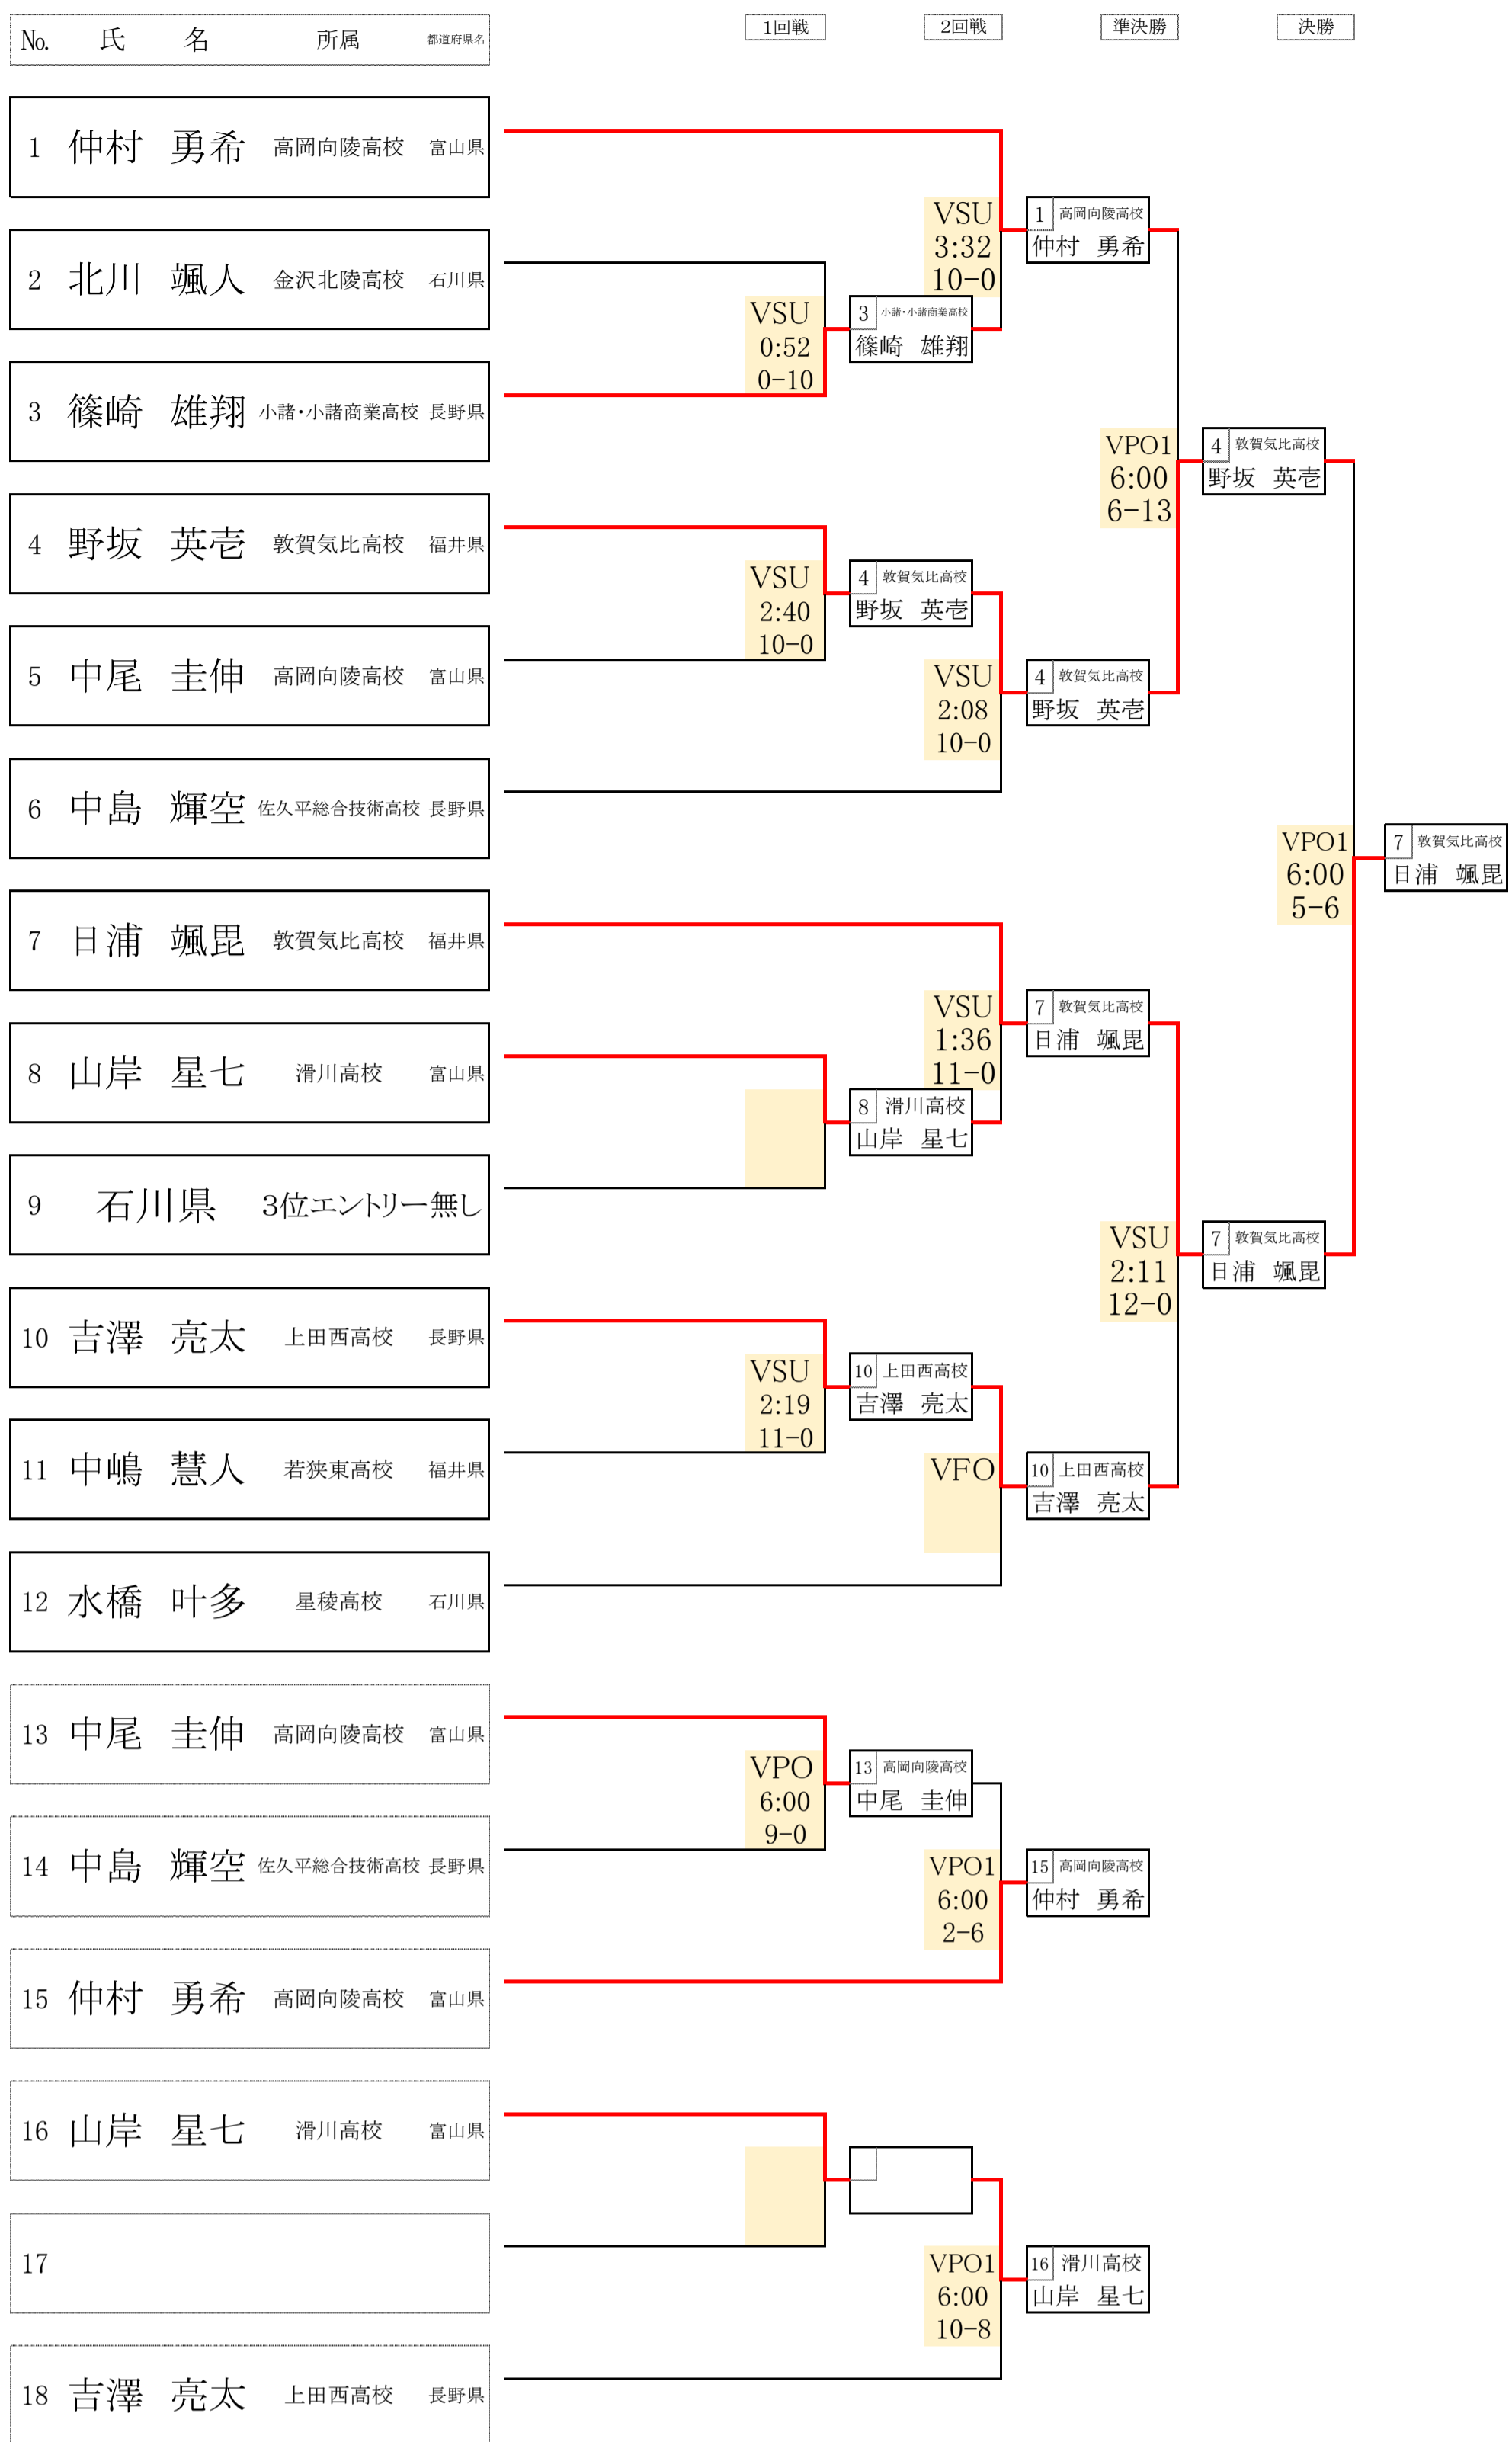 No. 氏 名 所属 都道府県名 1回戦 2回戦 準決勝 決勝
1 仲村 勇希 高岡向陵高校 富山県
VSU
3:32
10-0
1 高岡向陵高校
仲村 勇希
2 北川 颯人 金沢北陵高校 石川県
VSU
0:52
0-10
3 小諸・小諸商業高校
篠崎 雄翔
3 篠崎 雄翔 小諸・小諸商業高校 長野県
VPO1
6:00
6-13
4 敦賀気比高校
野坂 英壱
4 野坂 英壱 敦賀気比高校 福井県
VSU
2:40
10-0
4 敦賀気比高校
野坂 英壱
5 中尾 圭伸 高岡向陵高校 富山県
VSU
2:08
10-0
4 敦賀気比高校
野坂 英壱
6 中島 輝空 佐久平総合技術高校 長野県
VPO1
6:00
5-6
7 敦賀気比高校
日浦 颯毘
7 日浦 颯毘 敦賀気比高校 福井県
VSU
1:36
11-0
7 敦賀気比高校
日浦 颯毘
8 山岸 星七 滑川高校 富山県
8 滑川高校
山岸 星七
9 石川県 3位エントリー無し
VSU
2:11
12-0
7 敦賀気比高校
日浦 颯毘
10 吉澤 亮太 上田西高校 長野県
VSU
2:19
11-0
10 上田西高校
吉澤 亮太
11 中嶋 慧人 若狭東高校 福井県
VFO
10 上田西高校
吉澤 亮太
12 水橋 叶多 星稜高校 石川県
13 中尾 圭伸 高岡向陵高校 富山県
VPO
6:00
9-0
13 高岡向陵高校
中尾 圭伸
14 中島 輝空 佐久平総合技術高校 長野県
VPO1
6:00
2-6
15 高岡向陵高校
仲村 勇希
15 仲村 勇希 高岡向陵高校 富山県
16 山岸 星七 滑川高校 富山県
17
VPO1
6:00
10-8
16 滑川高校
山岸 星七
18 吉澤 亮太 上田西高校 長野県